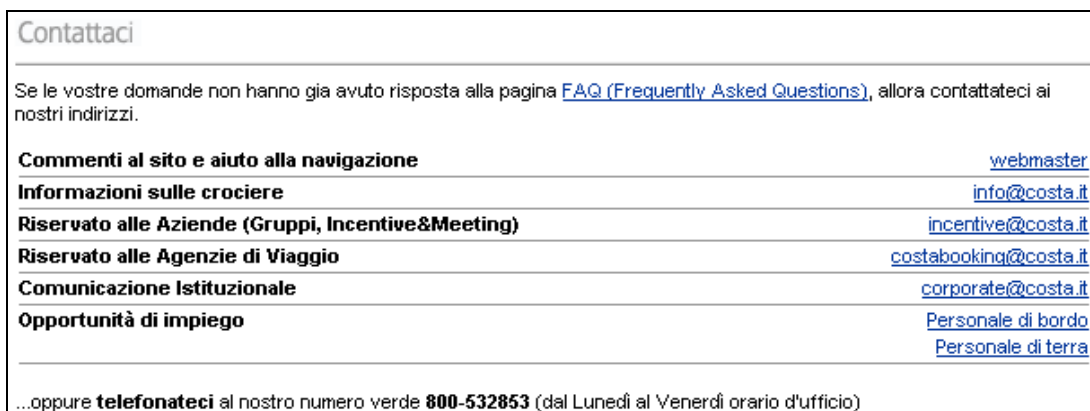 Contattaci
Se le vostre domande non hanno gia avuto risposta alla pagina FAQ (Frequently Asked Questions), allora contattateci ai
nostri indirizzi.
Commenti al sito e aiuto alla navigazione webmaster
Informazioni sulle crociere info@costa.it
Riservato alle Aziende (Gruppi, Incentive&Meeting) incentive@costa.it
Riservato alle Agenzie di Viaggio costabooking@costa.it
Comunicazione Istituzionale corporate@costa.it
Opportunità di impiego Personale di bordo
Personale di terra
...oppure telefonateci al nostro numero verde 800-532853 (dal Lunedì al Venerdì orario d'ufficio)